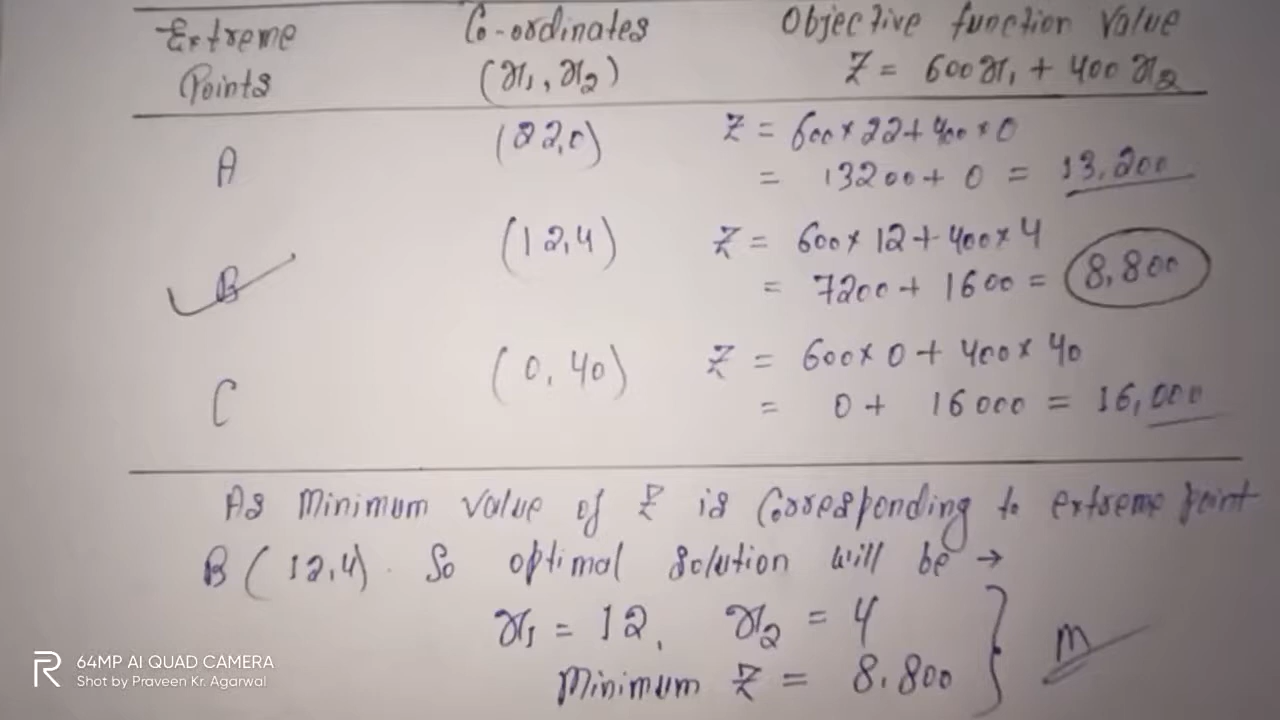 Extreme Points Co-ordinates (x₁, x₂) Objective function Value Z = 600x₁ + 400x₂
A (22,0) Z = 600×22+400×0
= 13200+ 0 = 13,200
B (12,4) Z = 600×12+400×4
= 7200+ 1600 = 8,800
C (0,40) Z = 600×0+400×40
= 0+ 16000 = 16,000
As Minimum Value of Z is Corresponding to extreme point
B(12,4). So optimal solution will be →
x₁ = 12, x₂ = 4
Minimum Z = 8.800
64MP AI QUAD CAMERA
Shot by Praveen Kr. Agarwal